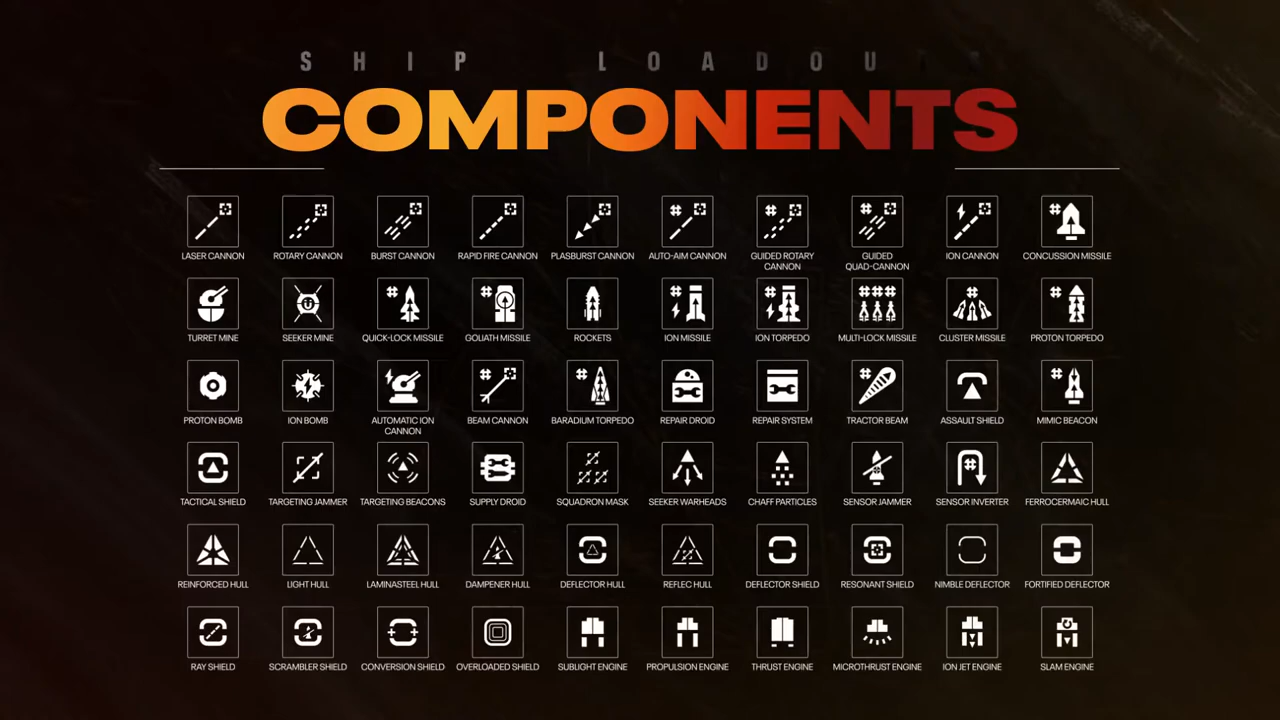 SHIP LOADOUT
COMPONENTS
LASER CANNON
ROTARY CANNON
BURST CANNON
RAPID FIRE CANNON
PLASBURST CANNON
AUTO-AIM CANNON
GUIDED ROTARY
CANNON
GUIDED
QUAD-CANNON
ION CANNON
CONCUSSION MISSILE
TURRET MINE
SEEKER MINE
QUICK-LOCK MISSILE
GOLIATH MISSILE
ROCKETS
ION MISSILE
ION TORPEDO
MULTI-LOCK MISSILE
CLUSTER MISSILE
PROTON TORPEDO
PROTON BOMB
ION BOMB
AUTOMATIC ION
CANNON
BEAM CANNON
BARADIUM TORPEDO
REPAIR DROID
REPAIR SYSTEM
TRACTOR BEAM
ASSAULT SHIELD
MIMIC BEACON
TACTICAL SHIELD
TARGETING JAMMER
TARGETING BEACONS
SUPPLY DROID
SQUADRON MASK
SEEKER WARHEADS
CHAFF PARTICLES
SENSOR JAMMER
SENSOR INVERTER
FERROCERMAIC HULL
REINFORCED HULL
LIGHT HULL
LAMINASTEEL HULL
DAMPENER HULL
DEFLECTOR HULL
REFLEC HULL
DEFLECTOR SHIELD
RESONANT SHIELD
NIMBLE DEFLECTOR
FORTIFIED DEFLECTOR
RAY SHIELD
SCRAMBLER SHIELD
CONVERSION SHIELD
OVERLOADED SHIELD
SUBLIGHT ENGINE
PROPULSION ENGINE
THRUST ENGINE
MICROTHRUST ENGINE
ION JET ENGINE
SLAM ENGINE